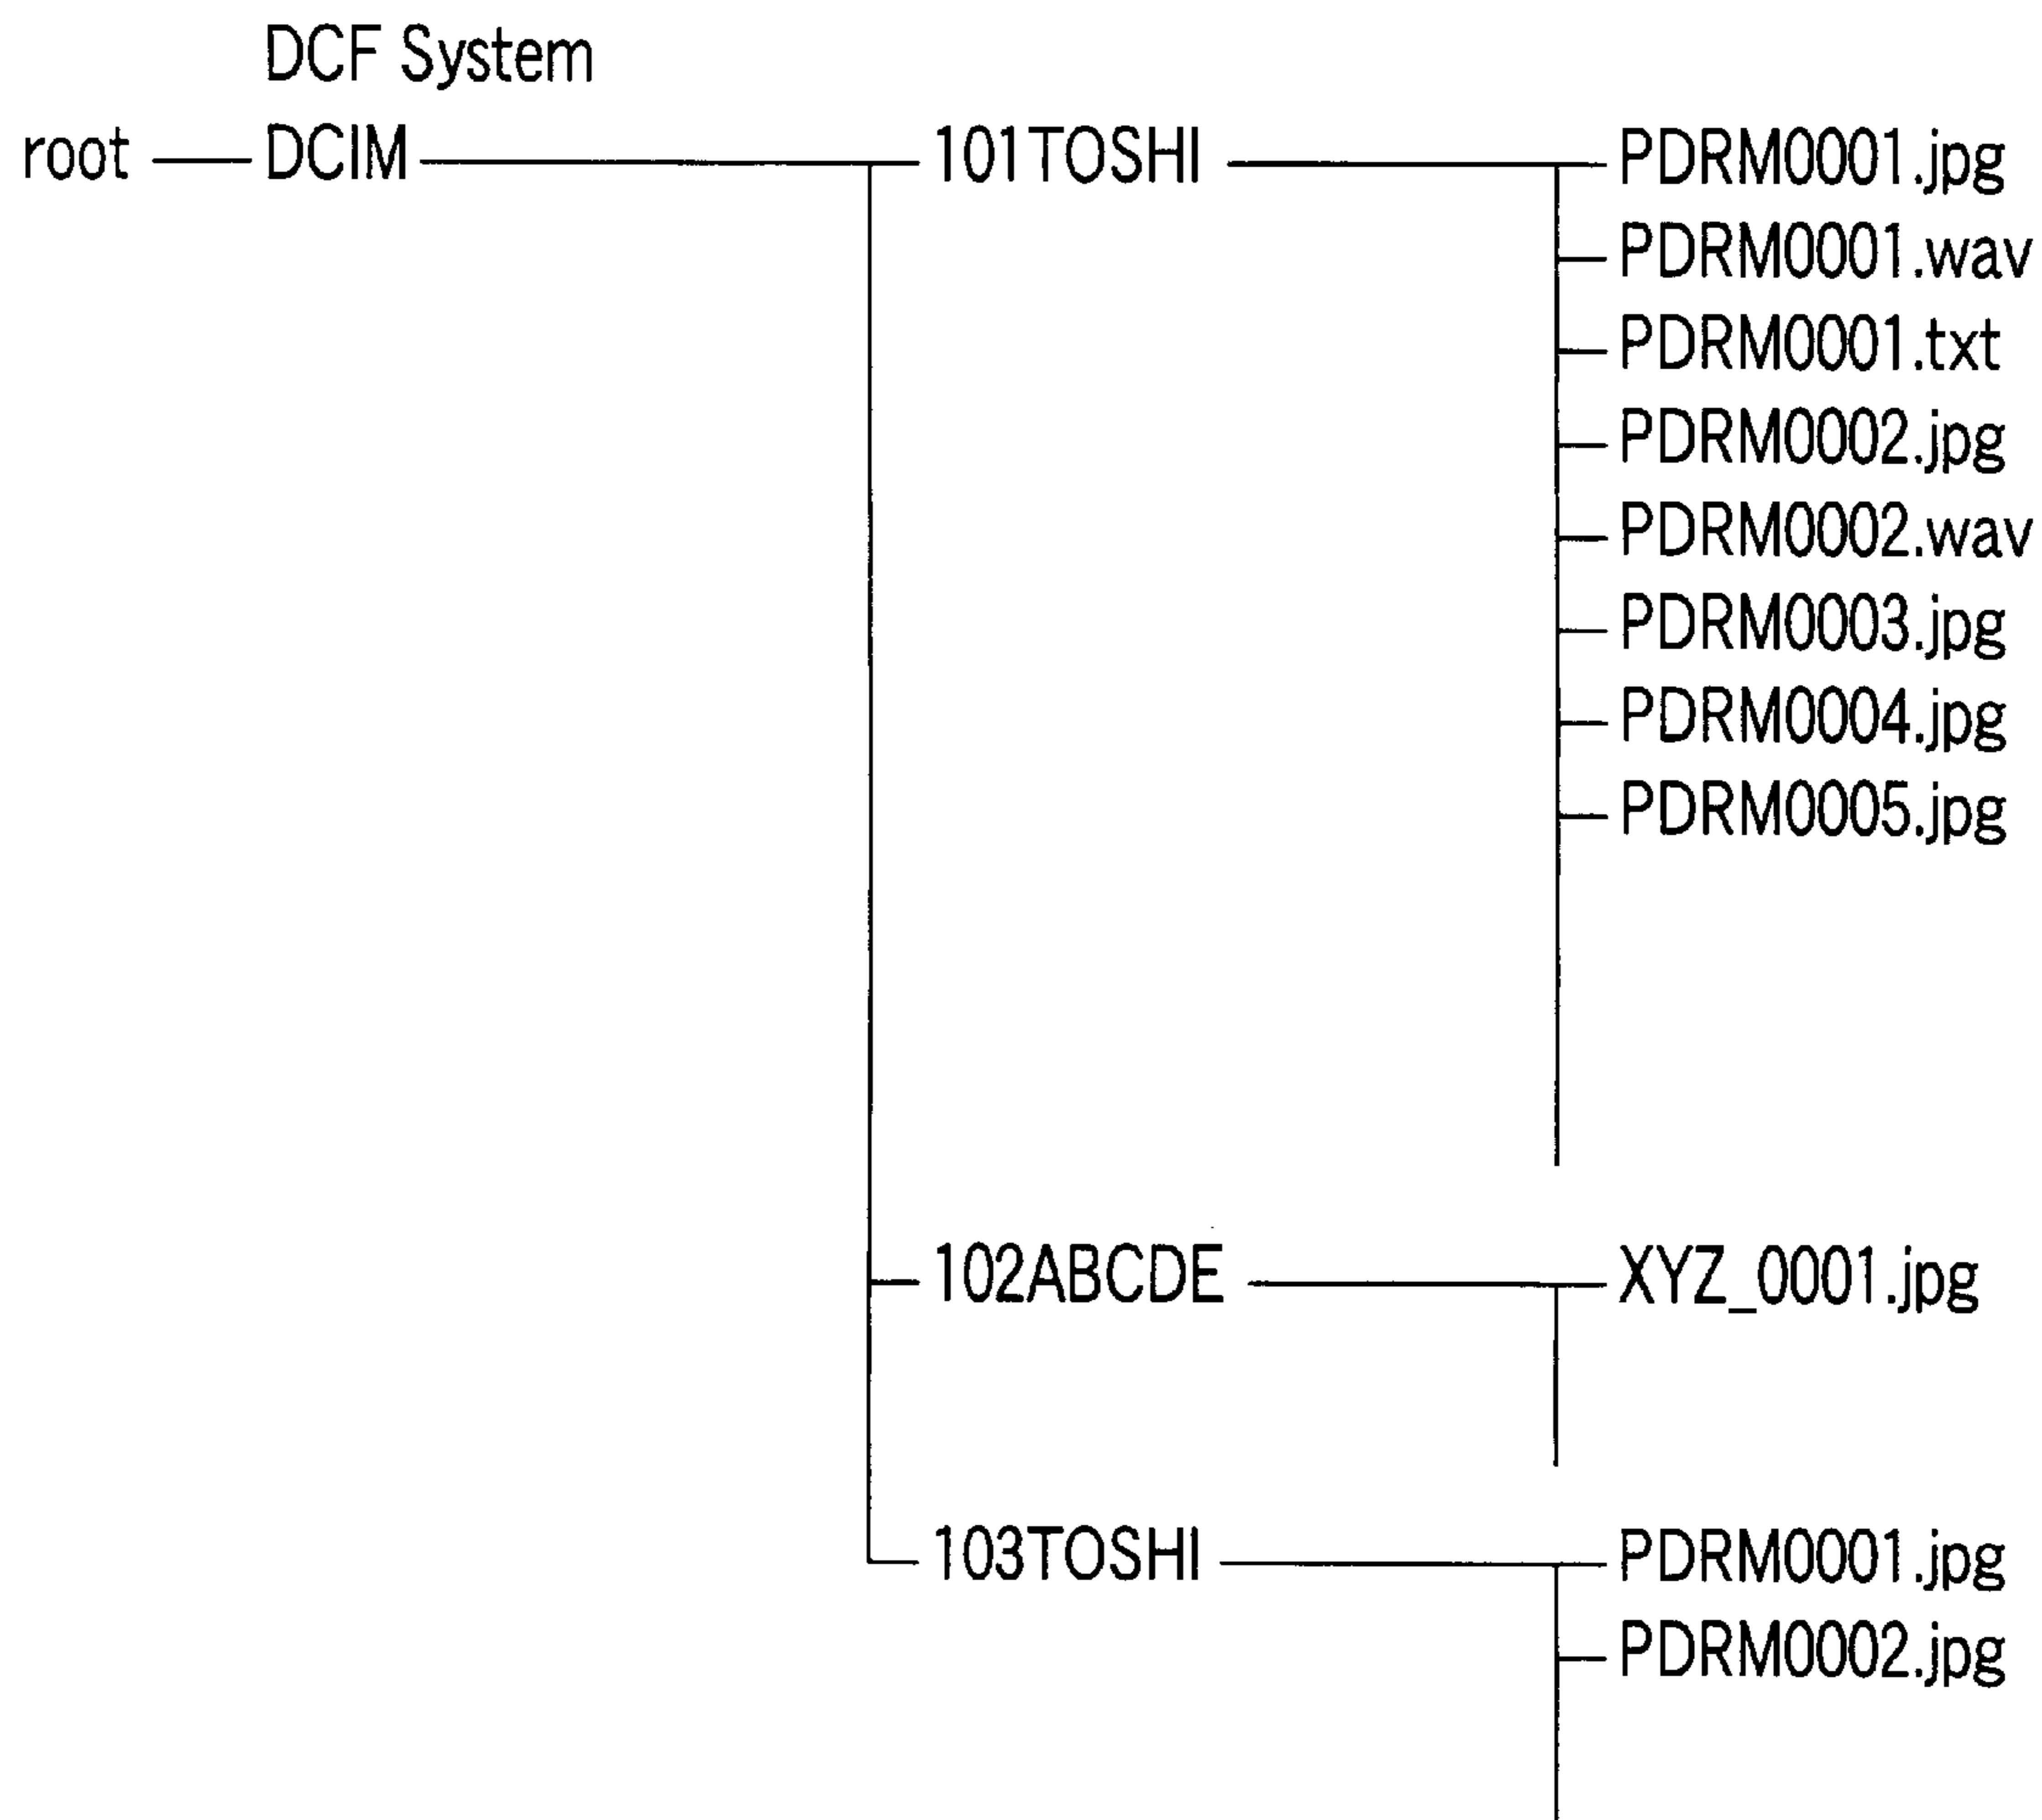 DCF System
root DCIM 101TOSHI PDRM0001.jpg
PDRM0001.wav
PDRM0001.txt
PDRM0002.jpg
PDRM0002.wav
PDRM0003.jpg
PDRM0004.jpg
PDRM0005.jpg
102ABCDE XYZ_0001.jpg
103TOSHI PDRM0001.jpg
PDRM0002.jpg